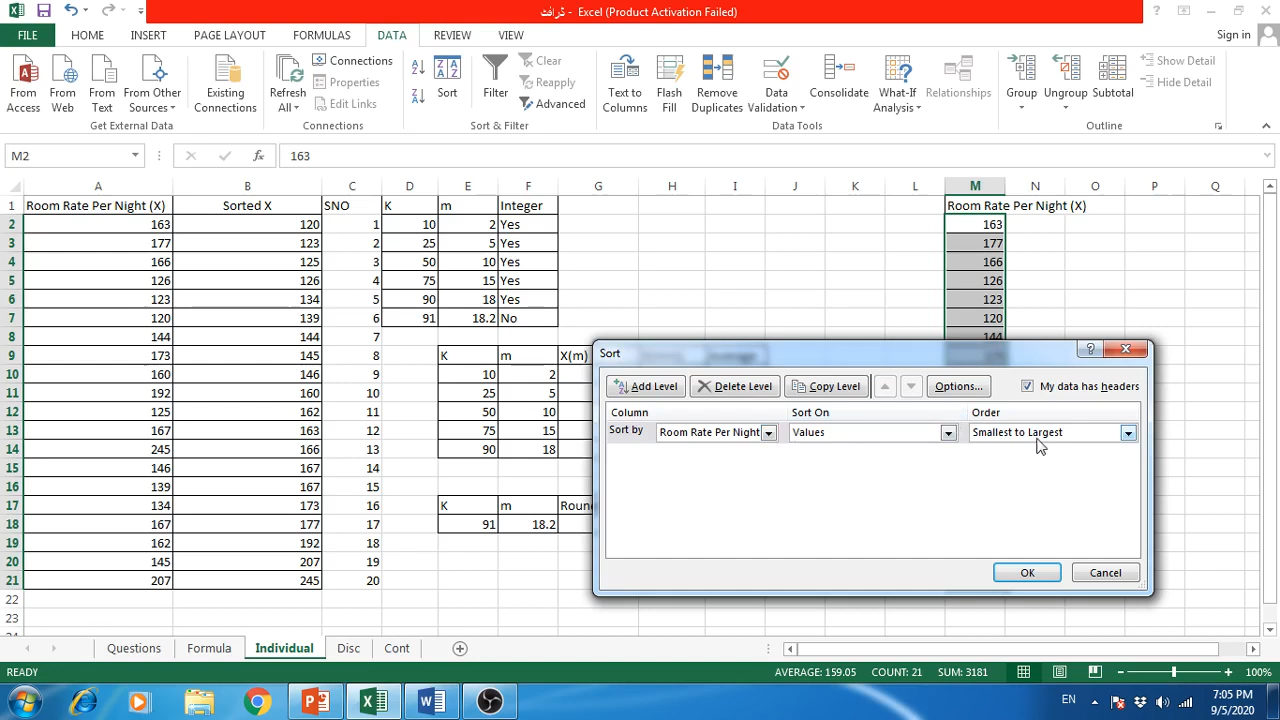 ڈرافٹ - Excel (Product Activation Failed)
FILE HOME INSERT PAGE LAYOUT FORMULAS DATA REVIEW VIEW Sign in
From Access
From Web
From Text
From Other Sources
Existing Connections
Get External Data
Refresh All
Connections
Properties
Edit Links
Connections
Sort
Filter
Clear
Reapply
Advanced
Sort & Filter
Text to Columns
Flash Fill
Remove Duplicates
Data Validation
Consolidate
What-If Analysis
Relationships
Data Tools
Group
Ungroup
Subtotal
Show Detail
Hide Detail
Outline
M2 fx 163
A B C D E F G H I J K L M N O P Q
1 Room Rate Per Night (X) Sorted X SNO K m Integer Room Rate Per Night (X)
2 163 120 1 10 2 Yes 163
3 177 123 2 25 5 Yes 177
4 166 125 3 50 10 Yes 166
5 126 126 4 75 15 Yes 126
6 123 134 5 90 18 Yes 123
7 120 139 6 91 18.2 No 120
8 144 144 7 144
9 173 145 8 K m X(m)
10 160 146 9 10 2
11 192 160 10 25 5
12 125 162 11 50 10
13 167 163 12 75 15
14 245 166 13 90 18
15 146 167 14
16 139 167 15
17 134 173 16 K m
18 167 177 17 91 18.2
19 162 192 18
20 145 207 19
21 207 245 20
22
23
Sort
Add Level Delete Level Copy Level Options... My data has headers
Column Sort On Order
Sort by Room Rate Per Night Values Smallest to Largest
OK Cancel
Questions Formula Individual Disc Cont
READY AVERAGE: 159.05 COUNT: 21 SUM: 3181 100%
EN 7:05 PM
9/5/2020